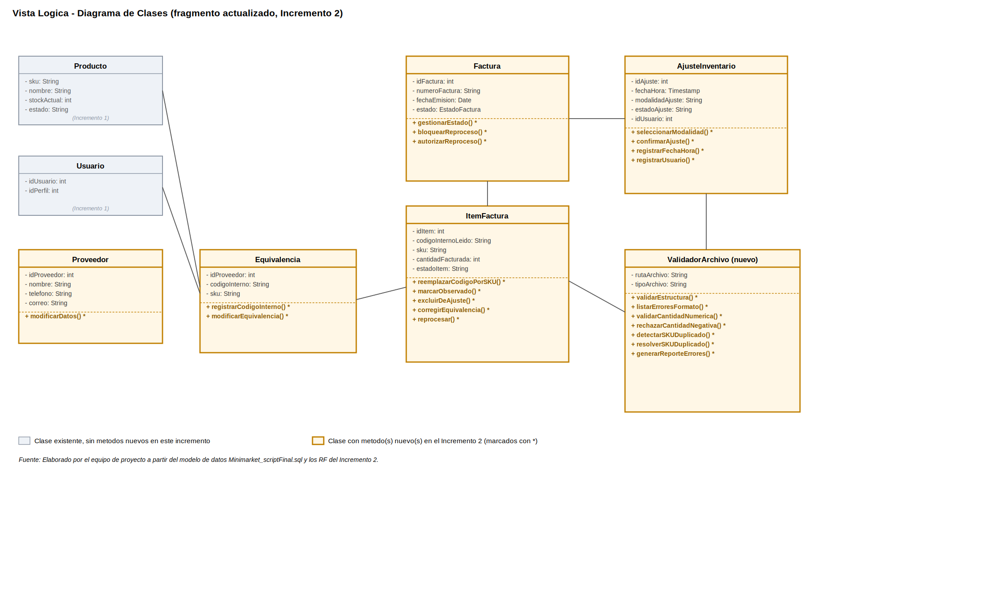 Vista Logica - Diagrama de Clases (fragmento actualizado, Incremento 2)
Producto
- sku: String
- nombre: String
- stockActual: int
- estado: String
(Incremento 1)
Usuario
- idUsuario: int
- idPerfil: int
(Incremento 1)
Proveedor
- idProveedor: int
- nombre: String
- telefono: String
- correo: String
+ modificarDatos() *
Equivalencia
- idProveedor: int
- codigoInterno: String
- sku: String
+ registrarCodigoInterno() *
+ modificarEquivalencia() *
Factura
- idFactura: int
- numeroFactura: String
- fechaEmision: Date
- estado: EstadoFactura
+ gestionarEstado() *
+ bloquearReproceso() *
+ autorizarReproceso() *
ItemFactura
- idItem: int
- codigoInternoLeido: String
- sku: String
- cantidadFacturada: int
- estadoItem: String
+ reemplazarCodigoPorSKU() *
+ marcarObservado() *
+ excluirDeAjuste() *
+ corregirEquivalencia() *
+ reprocesar() *
AjusteInventario
- idAjuste: int
- fechaHora: Timestamp
- modalidadAjuste: String
- estadoAjuste: String
- idUsuario: int
+ seleccionarModalidad() *
+ confirmarAjuste() *
+ registrarFechaHora() *
+ registrarUsuario() *
ValidadorArchivo (nuevo)
- rutaArchivo: String
- tipoArchivo: String
+ validarEstructura() *
+ listarErroresFormato() *
+ validarCantidadNumerica() *
+ rechazarCantidadNegativa() *
+ detectarSKUDuplicado() *
+ resolverSKUDuplicado() *
+ generarReporteErrores() *
Clase existente, sin metodos nuevos en este incremento
Clase con metodo(s) nuevo(s) en el Incremento 2 (marcados con *)
Fuente: Elaborado por el equipo de proyecto a partir del modelo de datos Minimarket_scriptFinal.sql y los RF del Incremento 2.